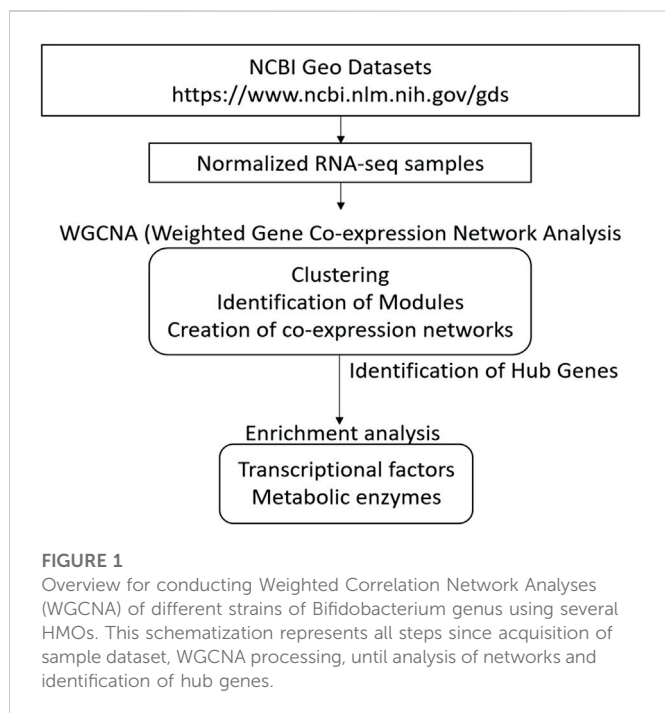 NCBI Geo Datasets
https://www.ncbi.nlm.nih.gov/gds
Normalized RNA-seq samples
WGCNA (Weighted Gene Co-expression Network Analysis
Clustering
Identification of Modules
Creation of co-expression networks
Identification of Hub Genes
Enrichment analysis
Transcriptional factors
Metabolic enzymes
FIGURE 1
Overview for conducting Weighted Correlation Network Analyses
(WGCNA) of different strains of Bifidobacterium genus using several
HMOs. This schematization represents all steps since acquisition of
sample dataset, WGCNA processing, until analysis of networks and
identification of hub genes.